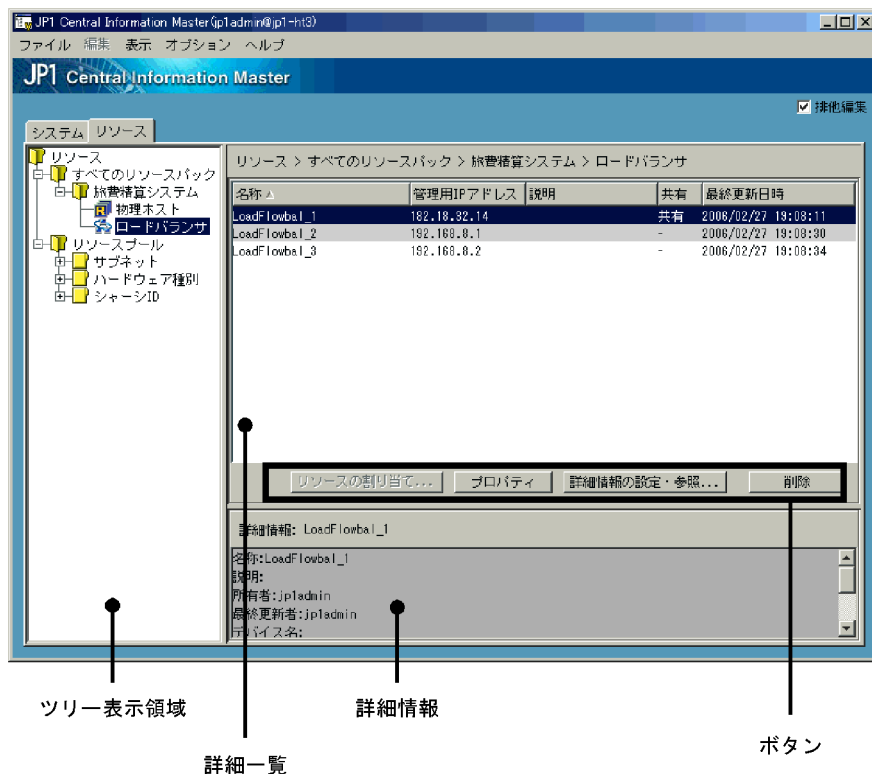 JP1 Central Information Master(jp1admin@jp1-ht3)
ファイル 編集 表示 オプション ヘルプ
JP1 Central Information Master
排他編集
システム リソース
リソース
すべてのリソースパック
旅費精算システム
物理ホスト
ロードバランサ
リソースプール
サブネット
ハードウェア種別
シャーシID
リソース > すべてのリソースパック > 旅費精算システム > ロードバランサ
名称 管理用IPアドレス 説明 共有 最終更新日時
LoadFlowbal_1 182.18.32.14 共有 2006/02/27 19:08:11
LoadFlowbal_2 192.168.8.1 - 2006/02/27 19:08:30
LoadFlowbal_3 192.168.8.2 - 2006/02/27 19:08:34
リソースの割り当て... プロパティ 詳細情報の設定・参照... 削除
詳細情報: LoadFlowbal_1
名称:LoadFlowbal_1
説明:
所有者:jp1admin
最終更新者:jp1admin
デバイス名:
ツリー表示領域
詳細情報
ボタン
詳細一覧